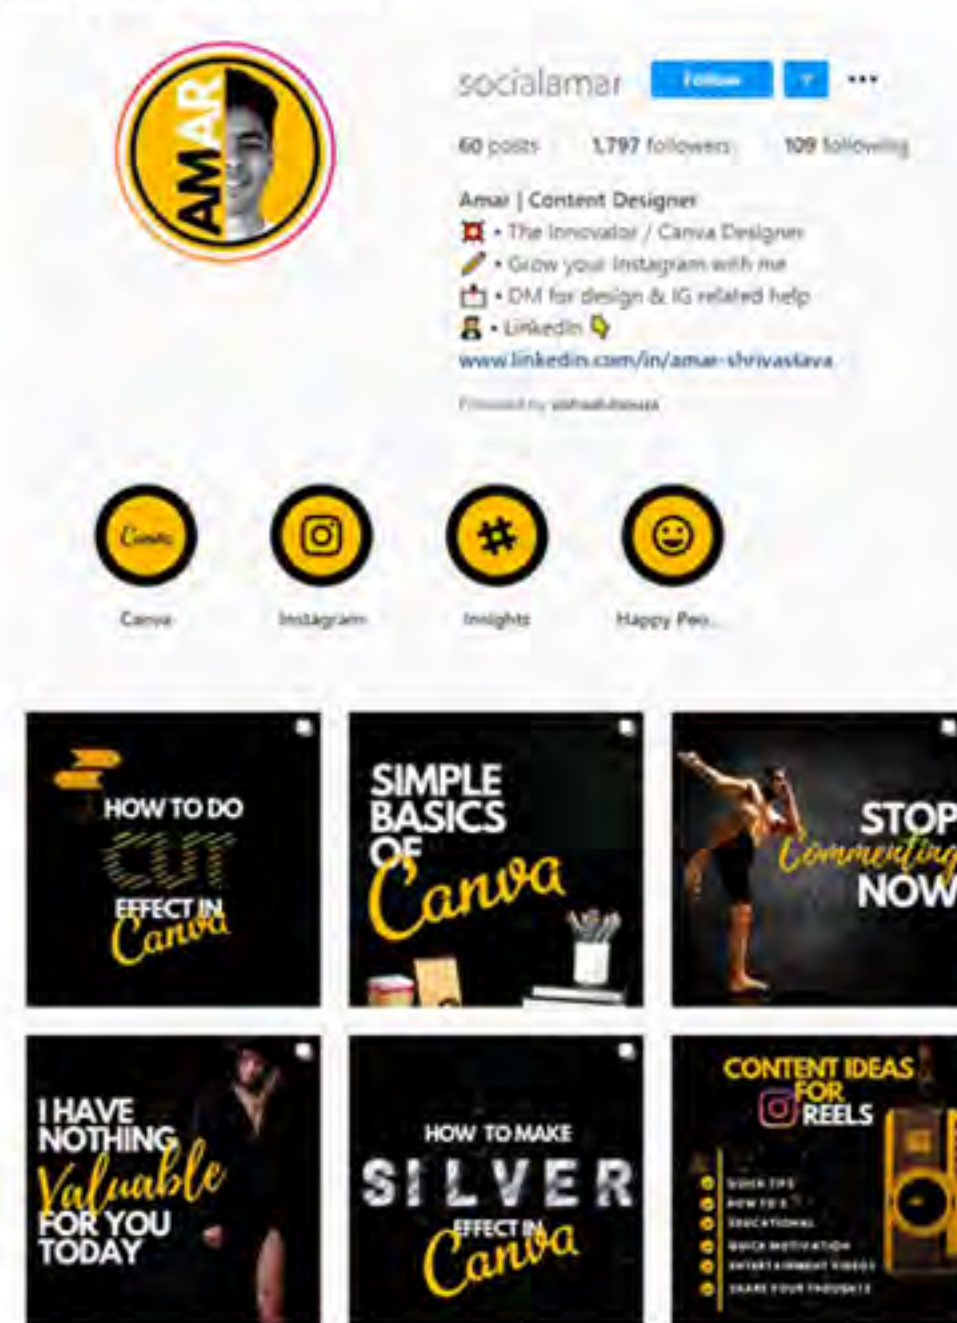 AMAR
socialamar Follow
60 posts 1,797 followers 109 following
Amar | Content Designer
• The Innovator / Canva Designer
• Grow your Instagram with me
• DM for design & IG related help
• LinkedIn
www.linkedin.com/in/amar-shrivastava
Followed by
Canva
Canva Instagram Insights Happy Peo...
HOW TO DO
CUT
EFFECT IN
Canva
SIMPLE
BASICS
OF
Canva
STOP
Commenting
NOW
I HAVE
NOTHING
Valuable
FOR YOU
TODAY
HOW TO MAKE
SILVER
EFFECT IN
Canva
CONTENT IDEAS
FOR
REELS
QUICK TIPS
HOW TO'S
EDUCATIONAL
QUICK MOTIVATION
ENTERTAINMENT VIDEOS
SHARE YOUR THOUGHTS